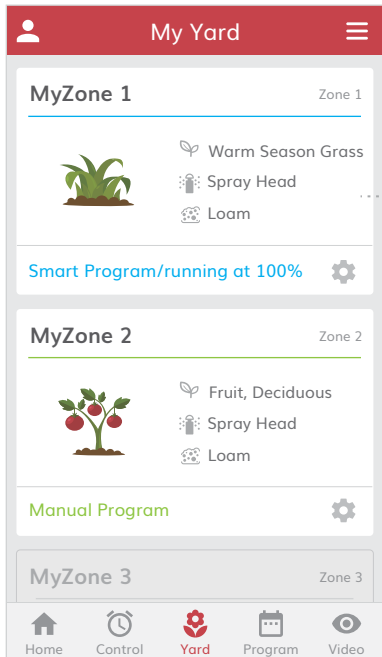 My Yard
MyZone 1
Zone 1
Warm Season Grass
Spray Head
Loam
Smart Program/running at 100%
MyZone 2
Zone 2
Fruit, Deciduous
Spray Head
Loam
Manual Program
MyZone 3
Zone 3
Home
Control
Yard
Program
Video